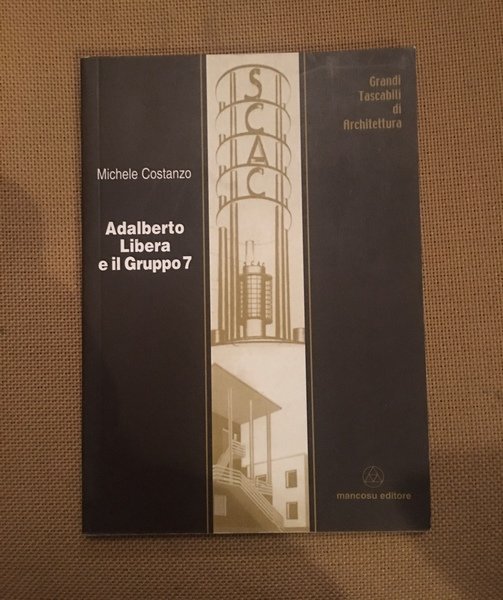 Grandi
Tascabili
di
Architettura
SCAC
Michele Costanzo
Adalberto
Libera
e il Gruppo 7
mancosu editore